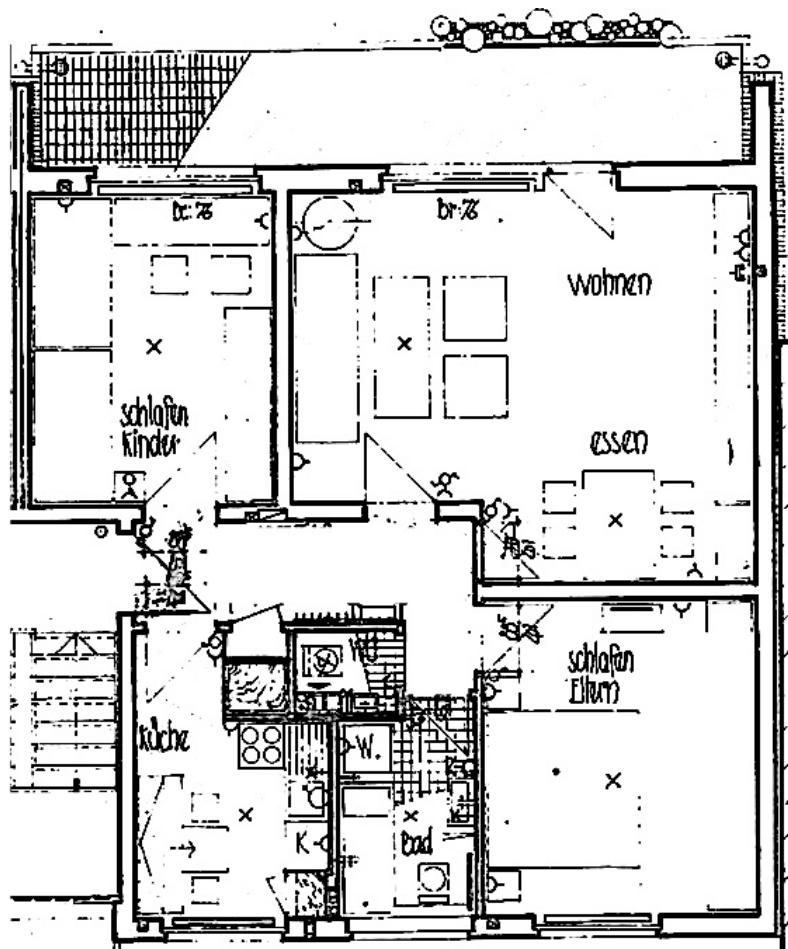 br: 76
br: 76
wohnen
schlafen
kinder
essen
WC
schlafen
Eltern
küche
W.
K
bad